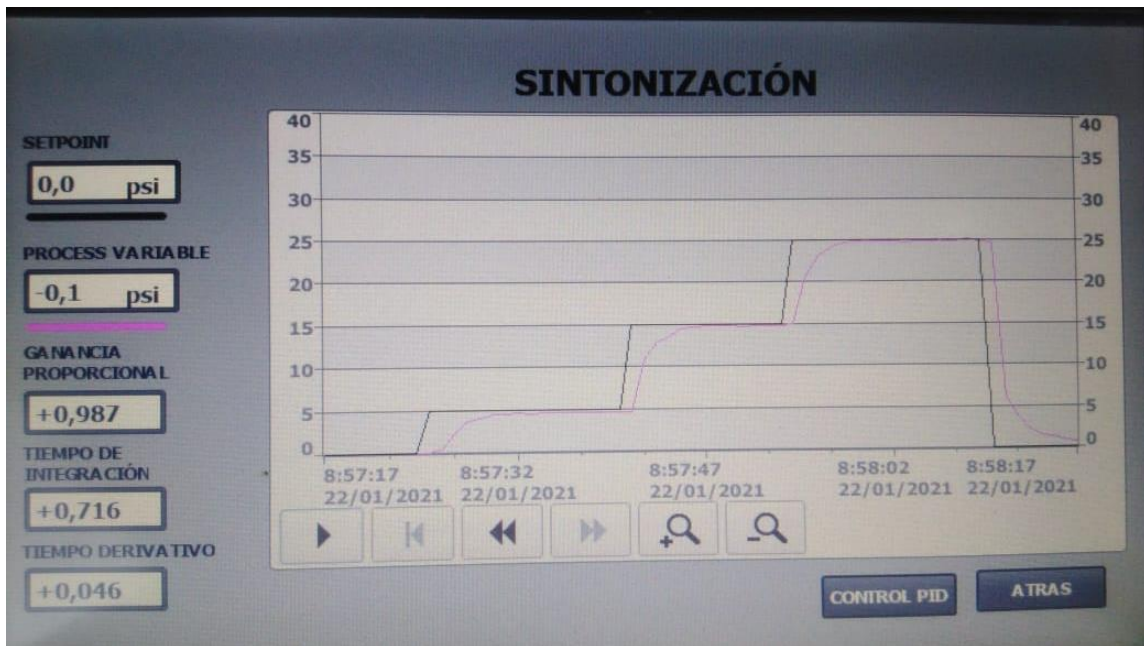 SINTONIZACIÓN
SETPOINT
0,0 psi
PROCESS VARIABLE
-0,1 psi
GANANCIA
PROPORCIONAL
+0,987
TIEMPO DE
INTEGRACIÓN
+0,716
TIEMPO DERIVATIVO
+0,046
40 40
35 35
30 30
25 25
20 20
15 15
10 10
5 5
0 0
8:57:17 8:57:32 8:57:47 8:58:02 8:58:17
22/01/2021 22/01/2021 22/01/2021 22/01/2021 22/01/2021
CONTROL PID ATRAS